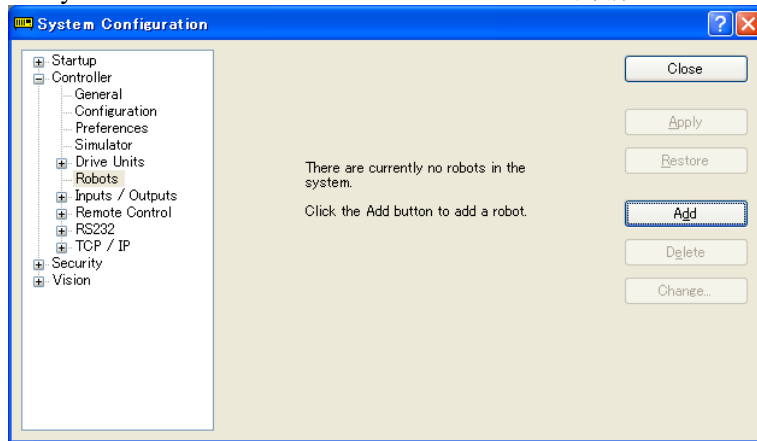 System Configuration
Startup
Controller
General
Configuration
Preferences
Simulator
Drive Units
Robots
Inputs / Outputs
Remote Control
RS232
TCP / IP
Security
Vision
There are currently no robots in the
system.
Click the Add button to add a robot.
Close
Apply
Restore
Add
Delete
Change...